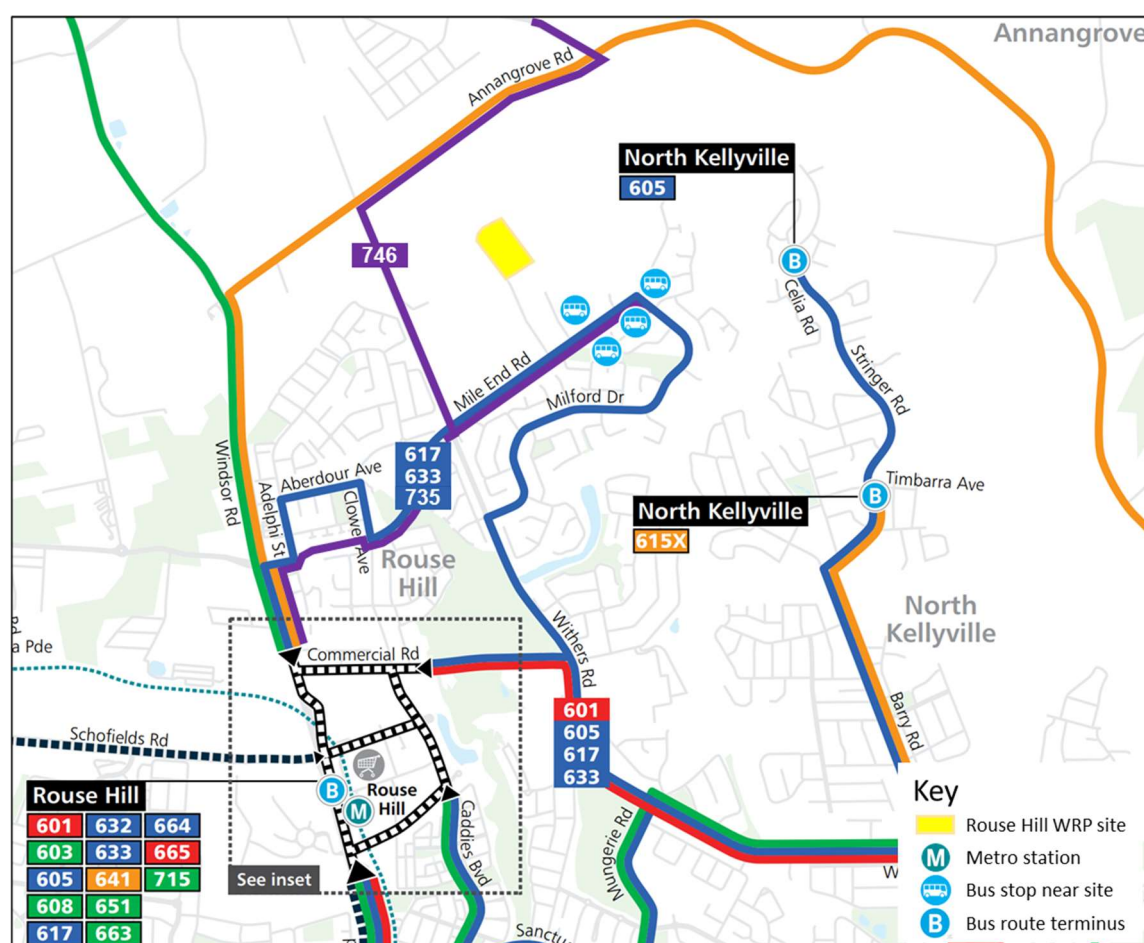 Annangrove
Annangrove Rd
North Kellyville
605
746
Celia Rd
Stringer Rd
Mile End Rd
Milford Dr
617
633
735
Windsor Rd
Aberdour Ave
Adelphi St
Clower Ave
Timbarra Ave
North Kellyville
615X
Rouse
Hill
North
Kellyville
Rd
a Pde
Commercial Rd
Withers Rd
Barry Rd
601
605
617
633
Schofields Rd
B
M
Rouse
Hill
Caddies Bvd
Mungerie Rd
W
See inset
Rouse Hill
601 632 664
603 633 665
605 641 715
608 651
617 663
R
Sanctu
Key
Rouse Hill WRP site
M Metro station
Bus stop near site
B Bus route terminus